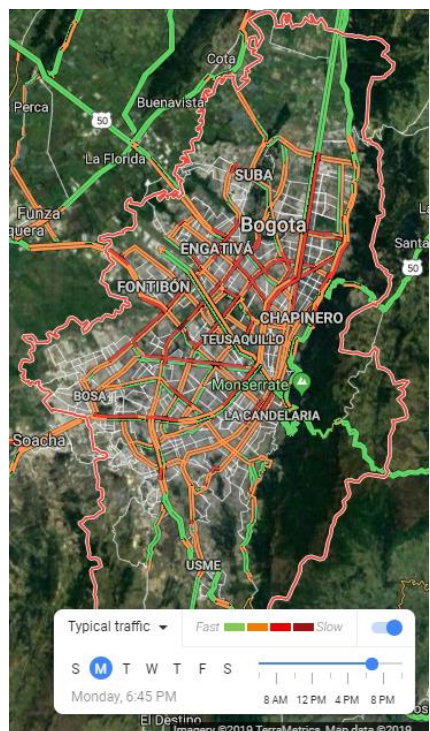 Cota
Perca
Buenavista
50
La Florida
SUBA
Funza
quera
Bogota
ENGATIVÁ
Santa
50
FONTIBÓN
CHAPINERO
TEUSAQUILLO
Monserrate
BOSA
LA CANDELARIA
Soacha
USME
Typical traffic
Fast
Slow
S M T W T F S
Monday, 6:45 PM
8 AM 12 PM 4 PM 8 PM
El Destino
Imagery ©2019 TerraMetrics, Map data ©2019